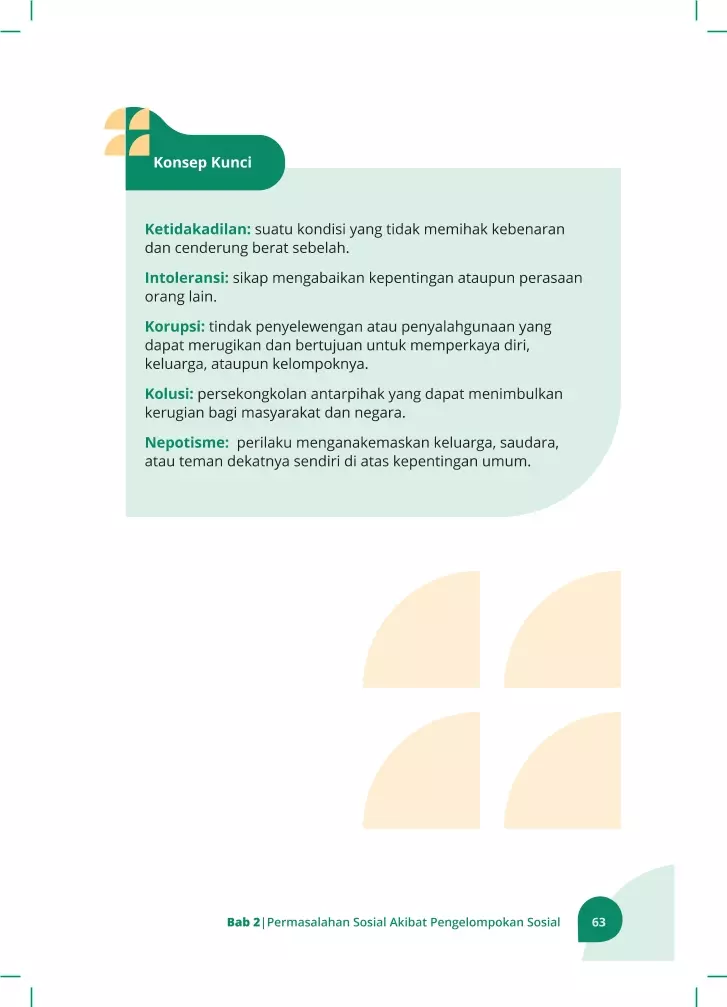 Konsep Kunci
Ketidakadilan: suatu kondisi yang tidak memihak kebenaran
dan cenderung berat sebelah.
Intoleransi: sikap mengabaikan kepentingan ataupun perasaan
orang lain.
Korupsi: tindak penyelewengan atau penyalahgunaan yang
dapat merugikan dan bertujuan untuk memperkaya diri,
keluarga, ataupun kelompoknya.
Kolusi: persekongkolan antarpihak yang dapat menimbulkan
kerugian bagi masyarakat dan negara.
Nepotisme: perilaku menganakemaskan keluarga, saudara,
atau teman dekatnya sendiri di atas kepentingan umum.
Bab 2|Permasalahan Sosial Akibat Pengelompokan Sosial 63